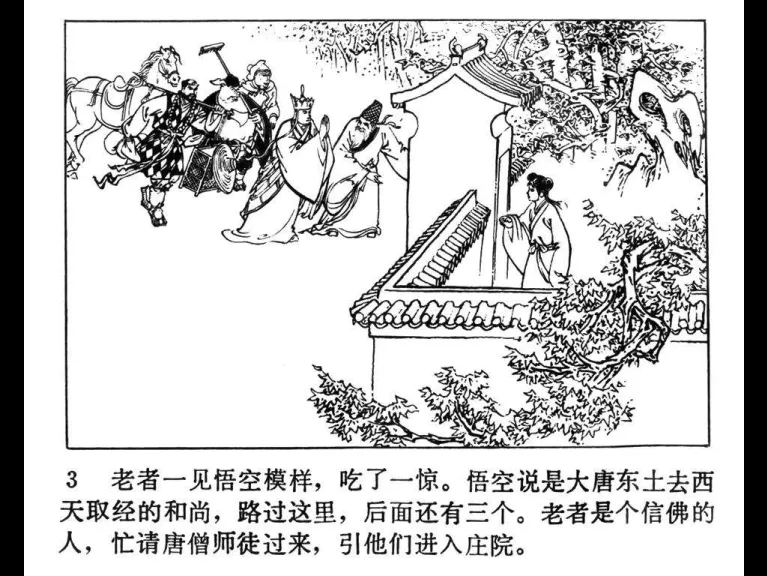 3 老者一见悟空模样，吃了一惊。悟空说是大唐东土去西
天取经的和尚，路过这里，后面还有三个。老者是个信佛的
人，忙请唐僧师徒过来，引他们进入庄院。